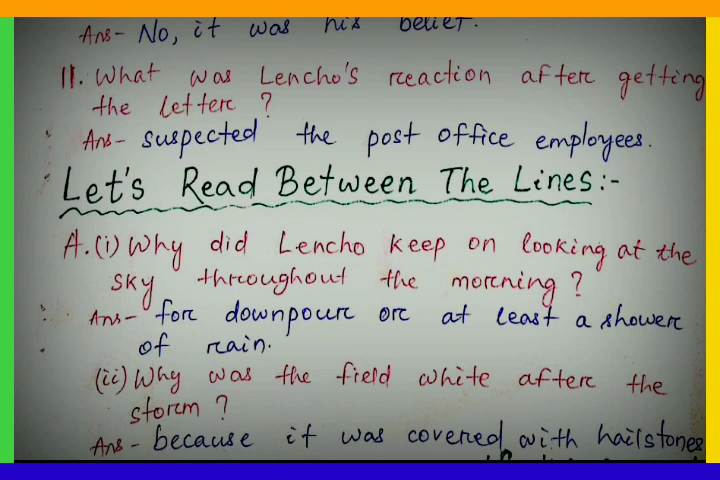 Ans- No, it was his belief.
11. What was Lencho's reaction after getting
the letter ?
Ans- suspected the post office employees.
Let's Read Between The Lines:-
A.(i) Why did Lencho keep on looking at the
sky throughout the morning ?
Ans- for downpour or at least a shower
of rain.
(ii) Why was the field white after the
storm ?
Ans- because it was covered with hailstones